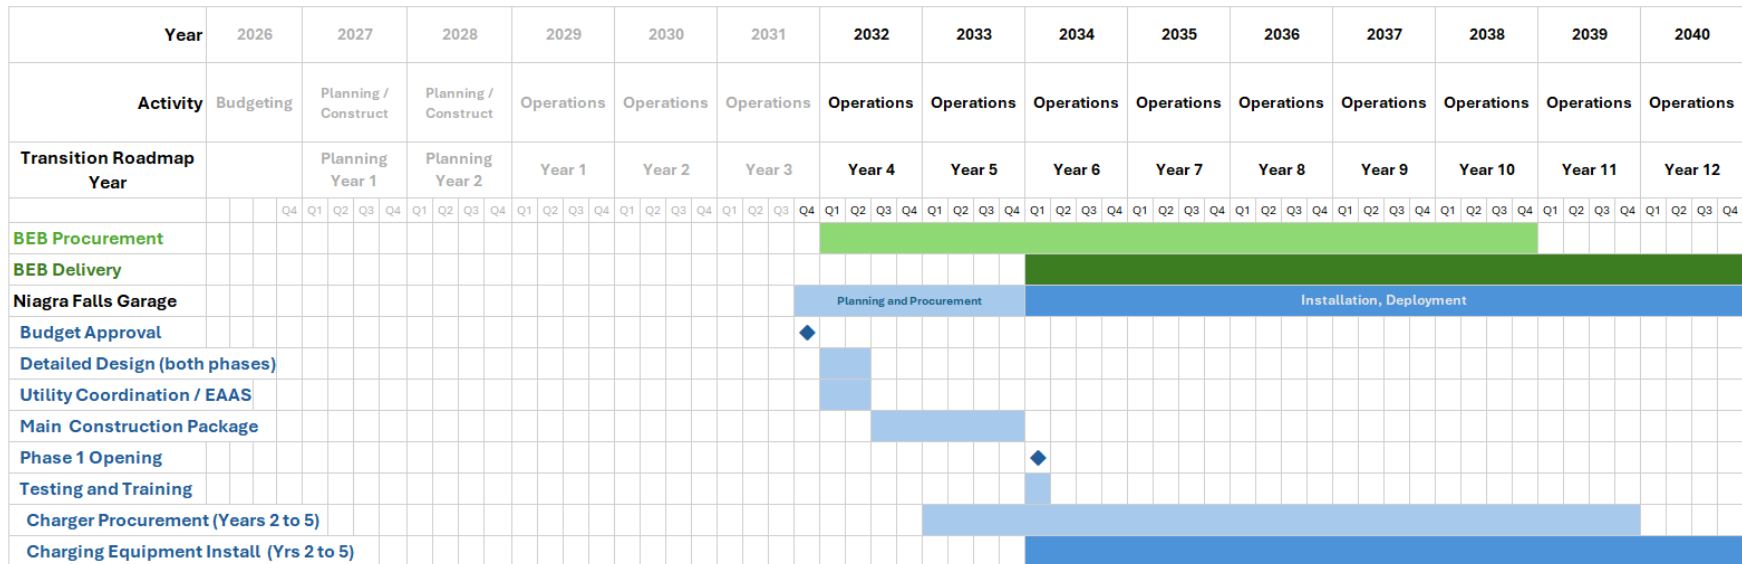 Year 2026 2027 2028 2029 2030 2031 2032 2033 2034 2035 2036 2037 2038 2039 2040
Activity Budgeting Planning / Construct Planning / Construct Operations Operations Operations Operations Operations Operations Operations Operations Operations Operations Operations Operations
Transition Roadmap Year Planning Year 1 Planning Year 2 Year 1 Year 2 Year 3 Year 4 Year 5 Year 6 Year 7 Year 8 Year 9 Year 10 Year 11 Year 12
Q4 Q1 Q2 Q3 Q4 Q1 Q2 Q3 Q4 Q1 Q2 Q3 Q4 Q1 Q2 Q3 Q4 Q1 Q2 Q3 Q4 Q1 Q2 Q3 Q4 Q1 Q2 Q3 Q4 Q1 Q2 Q3 Q4 Q1 Q2 Q3 Q4 Q1 Q2 Q3 Q4 Q1 Q2 Q3 Q4 Q1 Q2 Q3 Q4 Q1 Q2 Q3 Q4 Q1 Q2 Q3 Q4
BEB Procurement
BEB Delivery
Niagra Falls Garage Planning and Procurement Installation, Deployment
Budget Approval
Detailed Design (both phases)
Utility Coordination / EAAS
Main Construction Package
Phase 1 Opening
Testing and Training
Charger Procurement (Years 2 to 5)
Charging Equipment Install (Yrs 2 to 5)